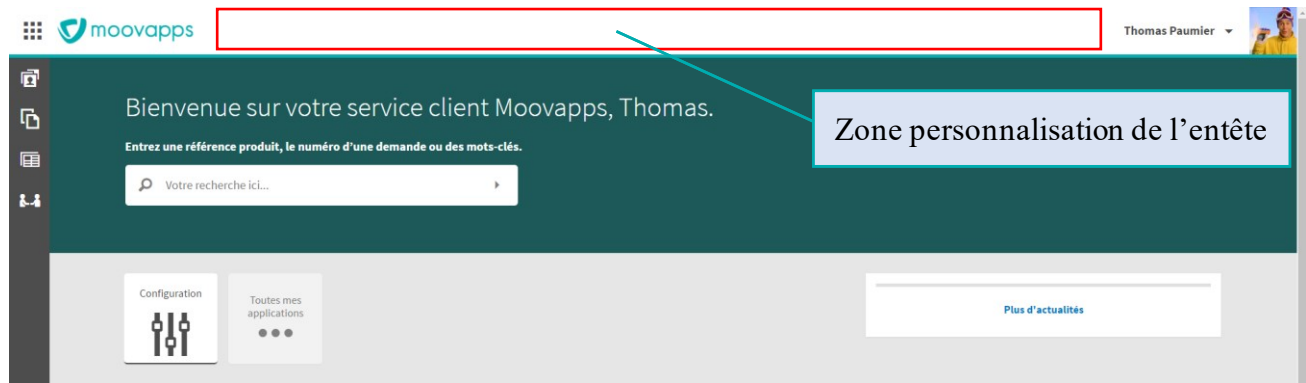 moovapps
Thomas Paumier
Bienvenue sur votre service client Moovapps, Thomas.
Zone personnalisation de l’entête
Entrez une référence produit, le numéro d’une demande ou des mots-clés.
Votre recherche ici...
Configuration
Toutes mes
applications
Plus d'actualités